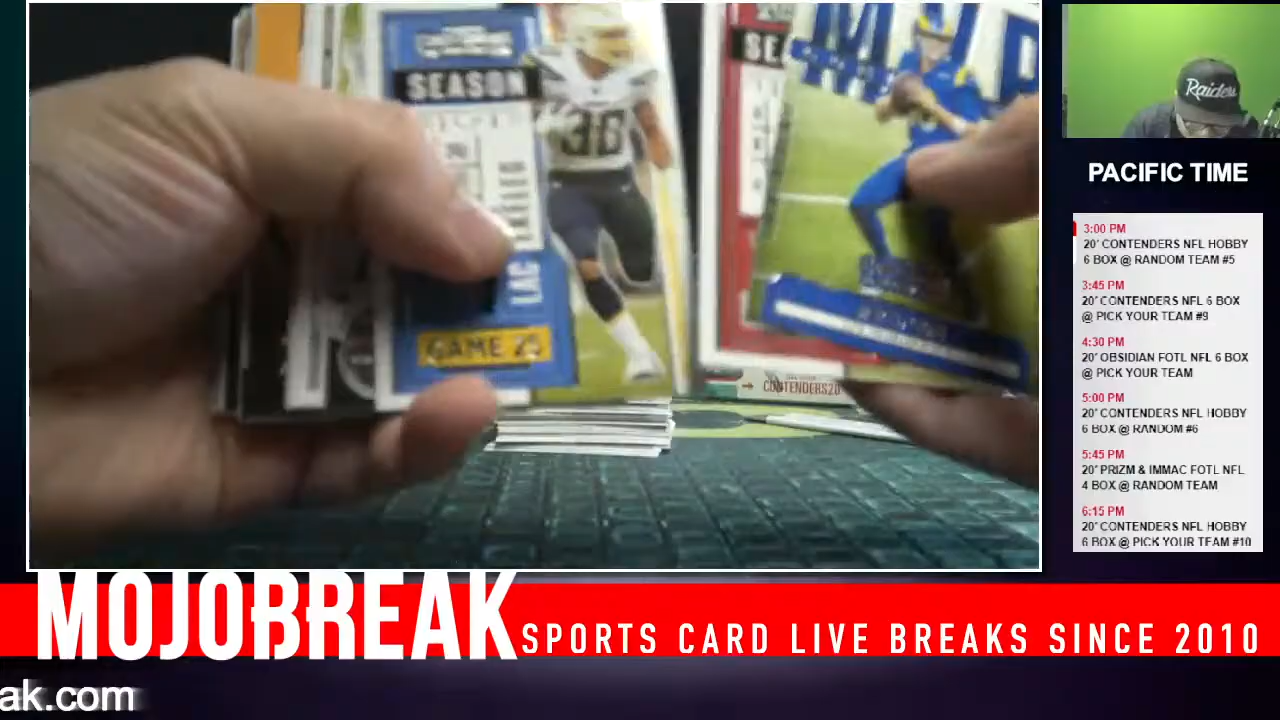 SEASON
38
LAC
GAME 25
SE
MVP
CONTENDERS20
Raiders
PACIFIC TIME
3:00 PM
20' CONTENDERS NFL HOBBY
6 BOX @ RANDOM TEAM #5
3:45 PM
20' CONTENDERS NFL 6 BOX
@ PICK YOUR TEAM #9
4:30 PM
20' OBSIDIAN FOTL NFL 6 BOX
@ PICK YOUR TEAM
5:00 PM
20' CONTENDERS NFL HOBBY
6 BOX @ RANDOM #6
5:45 PM
20' PRIZM & IMMAC FOTL NFL
4 BOX @ RANDOM TEAM
6:15 PM
20' CONTENDERS NFL HOBBY
6 BOX @ PICK YOUR TEAM #10
MOJOBREAK
SPORTS CARD LIVE BREAKS SINCE 2010
ak.com